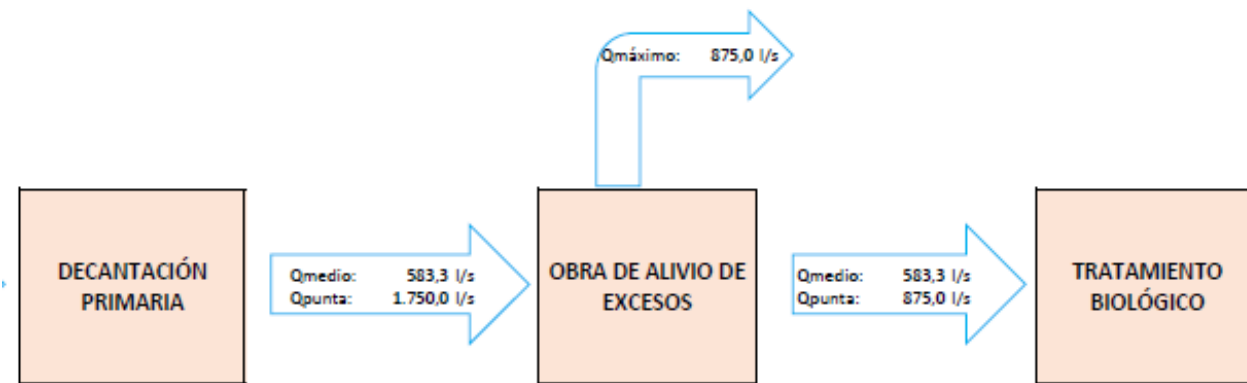 Qmáximo: 875,0 l/s
DECANTACIÓN
PRIMARIA
Qmedio: 583,3 l/s
Qpunta: 1.750,0 l/s
OBRA DE ALIVIO DE
EXCESOS
Qmedio: 583,3 l/s
Qpunta: 875,0 l/s
TRATAMIENTO
BIOLÓGICO